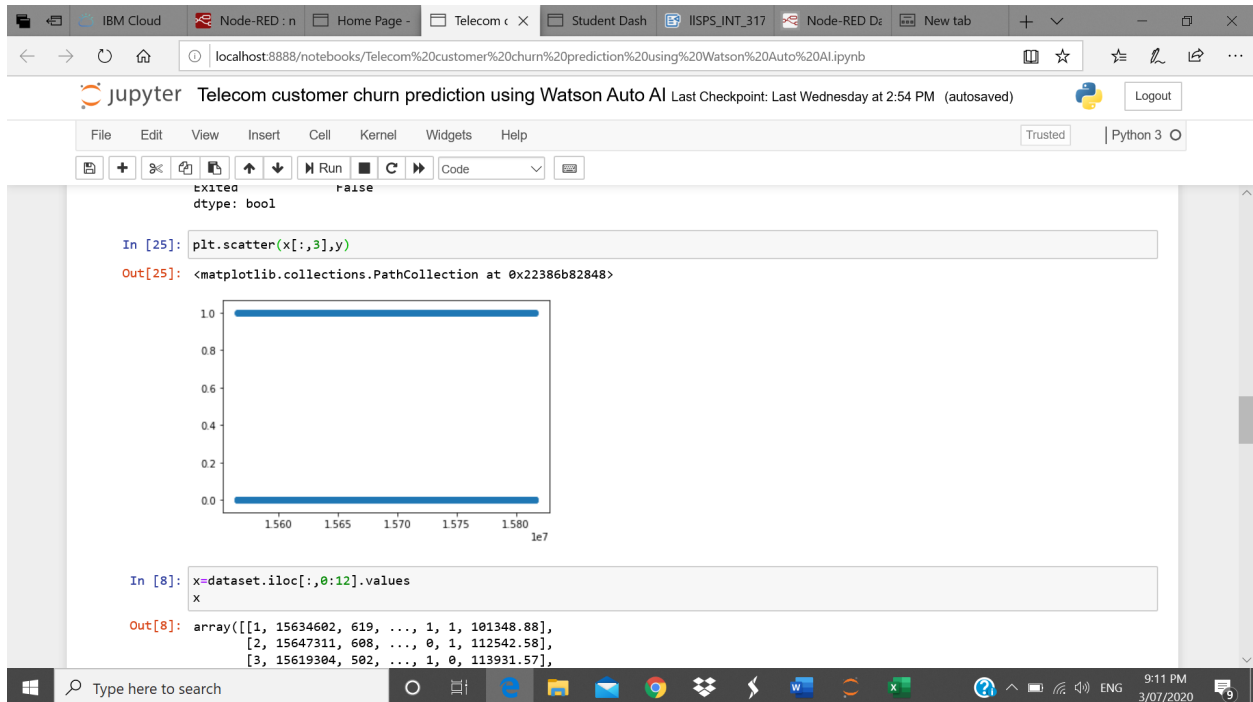 IBM Cloud
Node-RED : n
Home Page -
Telecom c
Student Dash
IISPS_INT_317
Node-RED Da
New tab
localhost:8888/notebooks/Telecom%20customer%20churn%20prediction%20using%20Watson%20Auto%20AI.ipynb
jupyter Telecom customer churn prediction using Watson Auto AI Last Checkpoint: Last Wednesday at 2:54 PM (autosaved)
Logout
File Edit View Insert Cell Kernel Widgets Help
Trusted
Python 3
Run
Code
Exited False
dtype: bool
In [25]: plt.scatter(x[:,3],y)
Out[25]: <matplotlib.collections.PathCollection at 0x22386b82848>
1.0
0.8
0.6
0.4
0.2
0.0
1.560 1.565 1.570 1.575 1.580
1e7
In [8]: x=dataset.iloc[:,0:12].values
x
Out[8]: array([[1, 15634602, 619, ..., 1, 1, 101348.88],
[2, 15647311, 608, ..., 0, 1, 112542.58],
[3, 15619304, 502, ..., 1, 0, 113931.57],
Type here to search
ENG
9:11 PM
3/07/2020
9